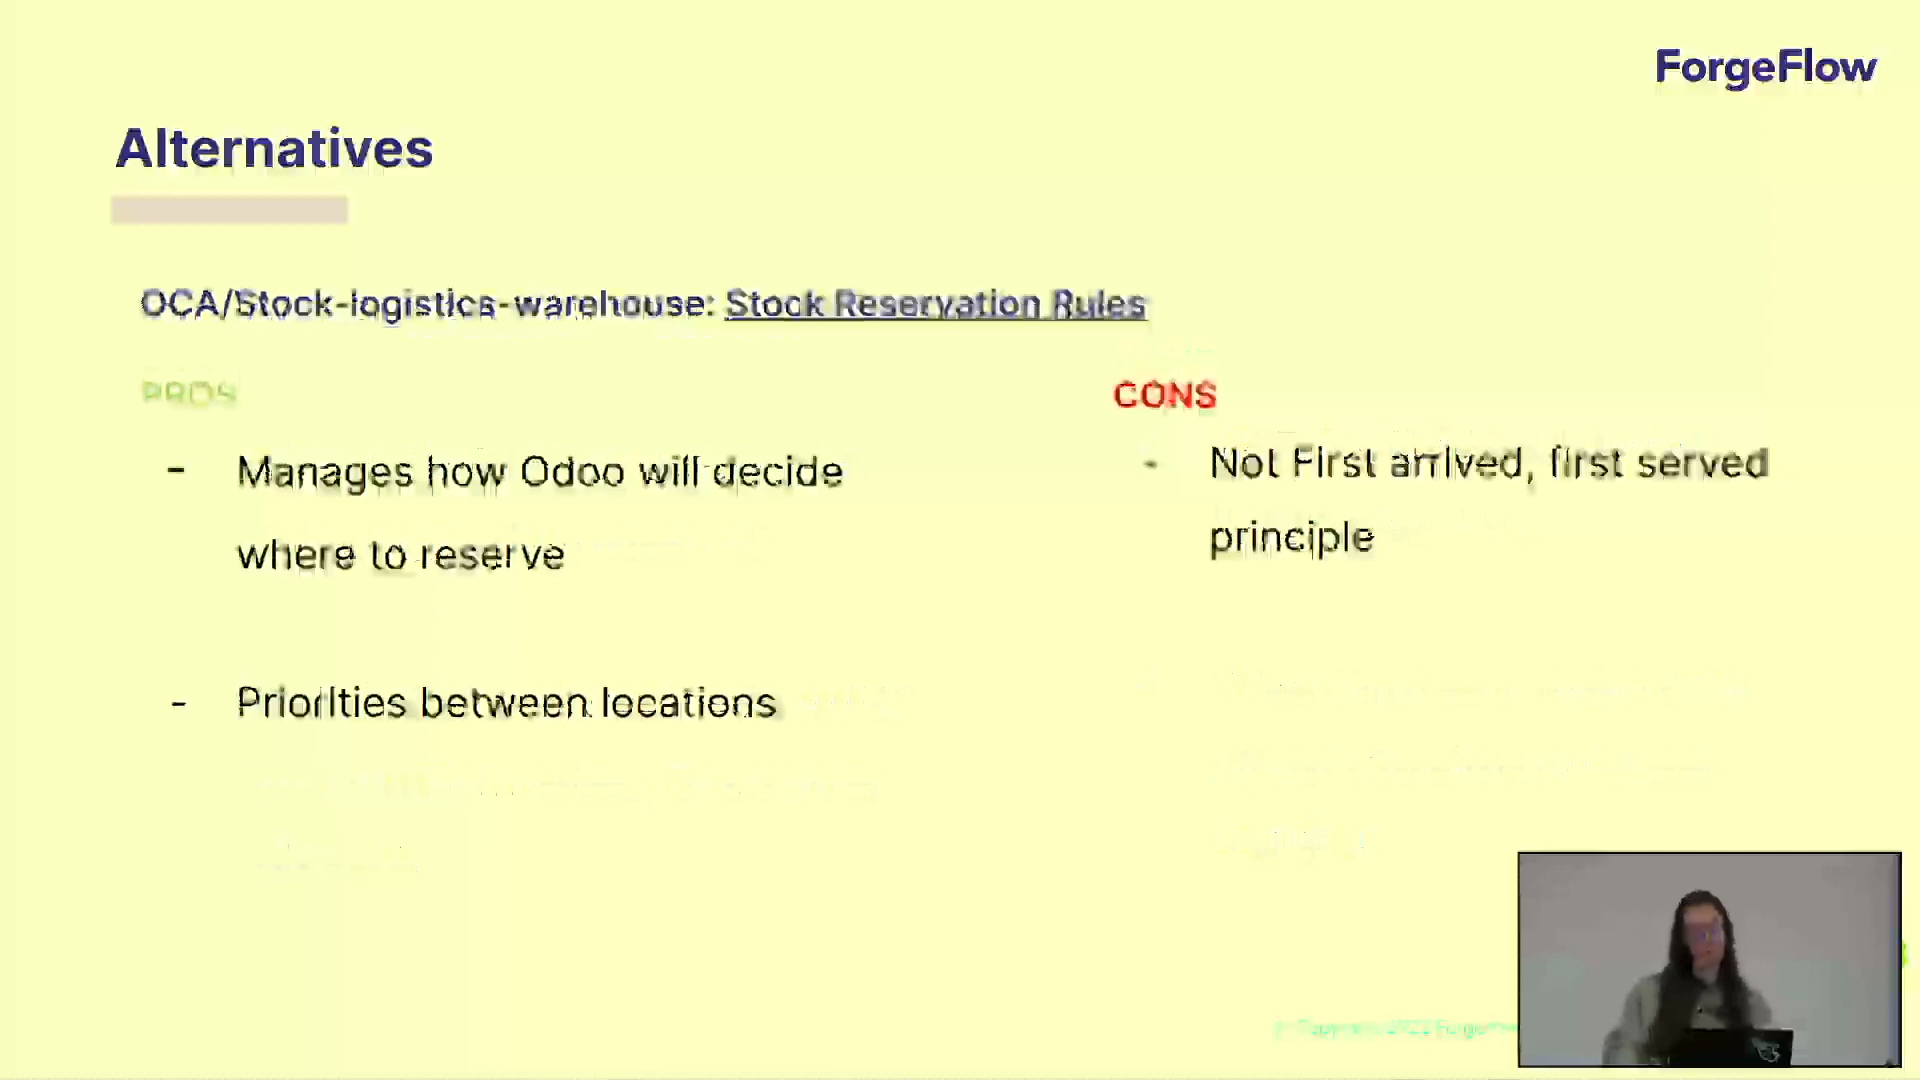 ForgeFlow
Alternatives
OCA/Stock-logistics-warehouse: Stock Reservation Rules
PROS
- Manages how Odoo will decide
where to reserve
- Priorities between locations
CONS
- Not First arrived, first served
principle